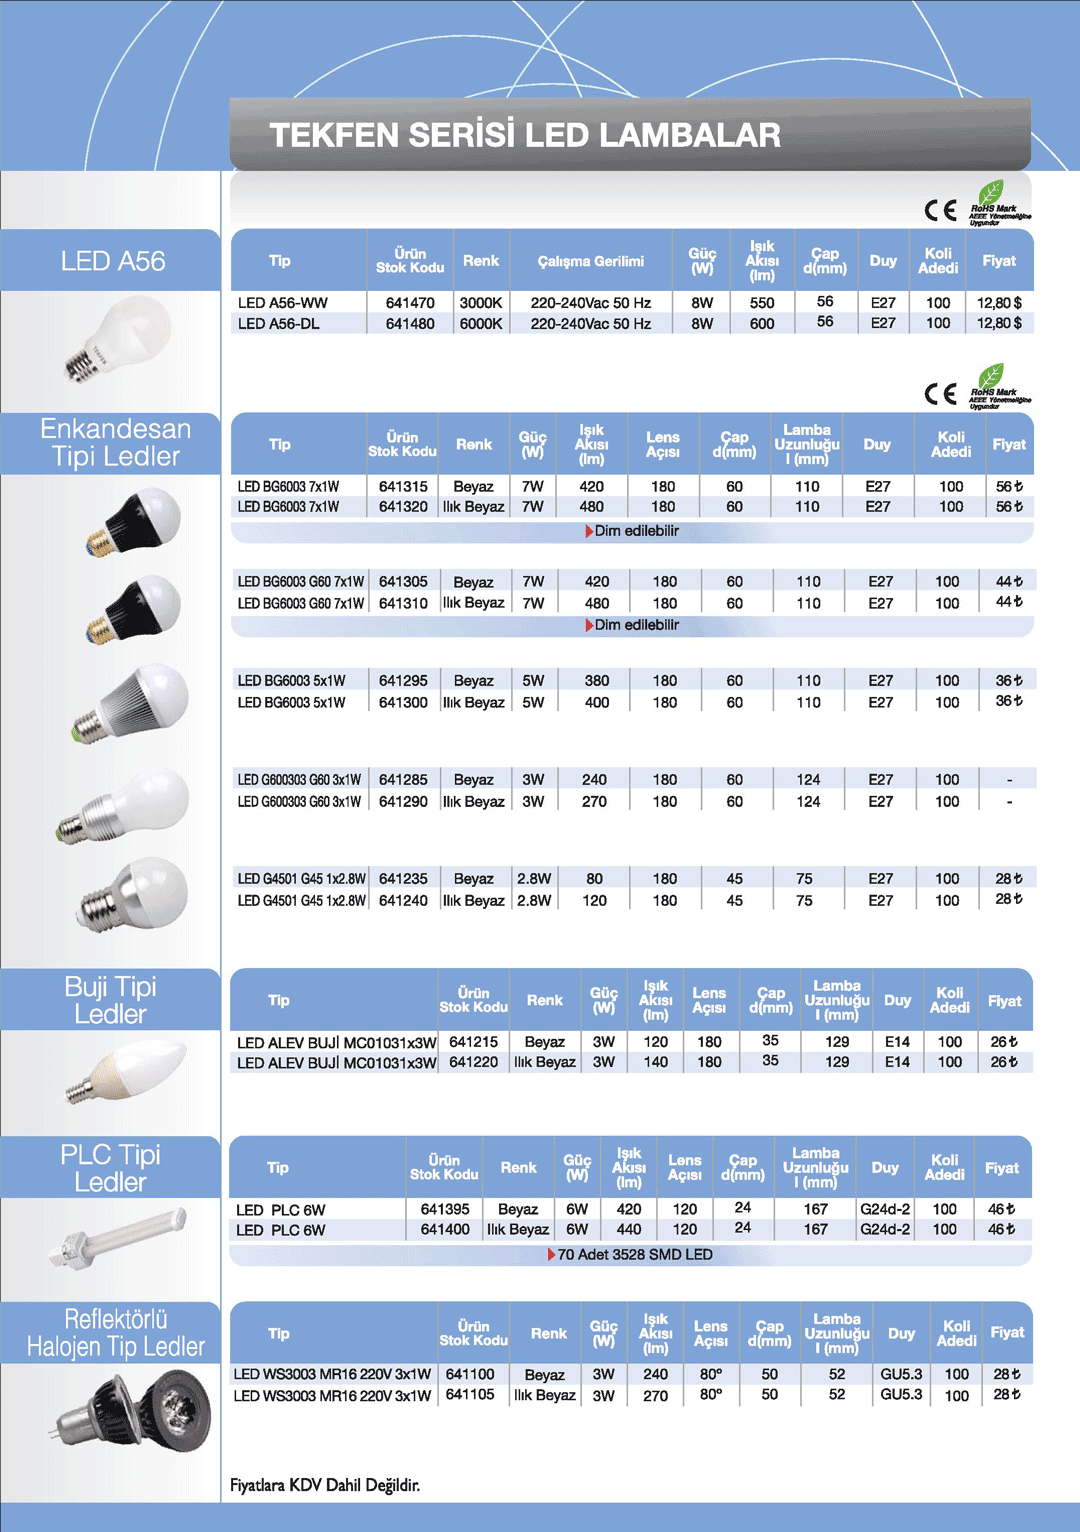 TEKFEN SERİSİ LED LAMBALAR
RoHS Mark
AEEE Yönetmeliğine
Uygundur
LED A56
Tip Ürün Stok Kodu Renk Çalışma Gerilimi Güç (W) Işık Akısı (lm) Çap d(mm) Duy Koli Adedi Fiyat
LED A56-WW 641470 3000K 220-240Vac 50 Hz 8W 550 56 E27 100 12,80 $
LED A56-DL 641480 6000K 220-240Vac 50 Hz 8W 600 56 E27 100 12,80 $
TEKFEN
RoHS Mark
AEEE Yönetmeliğine
Uygundur
Enkandesan
Tipi Ledler
Tip Ürün Stok Kodu Renk Güç (W) Işık Akısı (lm) Lens Açısı Çap d(mm) Lamba Uzunluğu l (mm) Duy Koli Adedi Fiyat
LED BG6003 7x1W 641315 Beyaz 7W 420 180 60 110 E27 100 56 ₺
LED BG6003 7x1W 641320 Ilık Beyaz 7W 480 180 60 110 E27 100 56 ₺
Dim edilebilir
LED BG6003 G60 7x1W 641305 Beyaz 7W 420 180 60 110 E27 100 44 ₺
LED BG6003 G60 7x1W 641310 Ilık Beyaz 7W 480 180 60 110 E27 100 44 ₺
Dim edilebilir
LED BG6003 5x1W 641295 Beyaz 5W 380 180 60 110 E27 100 36 ₺
LED BG6003 5x1W 641300 Ilık Beyaz 5W 400 180 60 110 E27 100 36 ₺
LED G600303 G60 3x1W 641285 Beyaz 3W 240 180 60 124 E27 100 -
LED G600303 G60 3x1W 641290 Ilık Beyaz 3W 270 180 60 124 E27 100 -
LED G4501 G45 1x2.8W 641235 Beyaz 2.8W 80 180 45 75 E27 100 28 ₺
LED G4501 G45 1x2.8W 641240 Ilık Beyaz 2.8W 120 180 45 75 E27 100 28 ₺
Buji Tipi
Ledler
Tip Ürün Stok Kodu Renk Güç (W) Işık Akısı (lm) Lens Açısı Çap d(mm) Lamba Uzunluğu l (mm) Duy Koli Adedi Fiyat
LED ALEV BUJİ MC01031x3W 641215 Beyaz 3W 120 180 35 129 E14 100 26 ₺
LED ALEV BUJİ MC01031x3W 641220 Ilık Beyaz 3W 140 180 35 129 E14 100 26 ₺
PLC Tipi
Ledler
Tip Ürün Stok Kodu Renk Güç (W) Işık Akısı (lm) Lens Açısı Çap d(mm) Lamba Uzunluğu l (mm) Duy Koli Adedi Fiyat
LED PLC 6W 641395 Beyaz 6W 420 120 24 167 G24d-2 100 46 ₺
LED PLC 6W 641400 Ilık Beyaz 6W 440 120 24 167 G24d-2 100 46 ₺
70 Adet 3528 SMD LED
Reflektörlü
Halojen Tip Ledler
Tip Ürün Stok Kodu Renk Güç (W) Işık Akısı (lm) Lens Açısı Çap d(mm) Lamba Uzunluğu l (mm) Duy Koli Adedi Fiyat
LED WS3003 MR16 220V 3x1W 641100 Beyaz 3W 240 80° 50 52 GU5.3 100 28 ₺
LED WS3003 MR16 220V 3x1W 641105 Ilık Beyaz 3W 270 80° 50 52 GU5.3 100 28 ₺
Fiyatlara KDV Dahil Değildir.